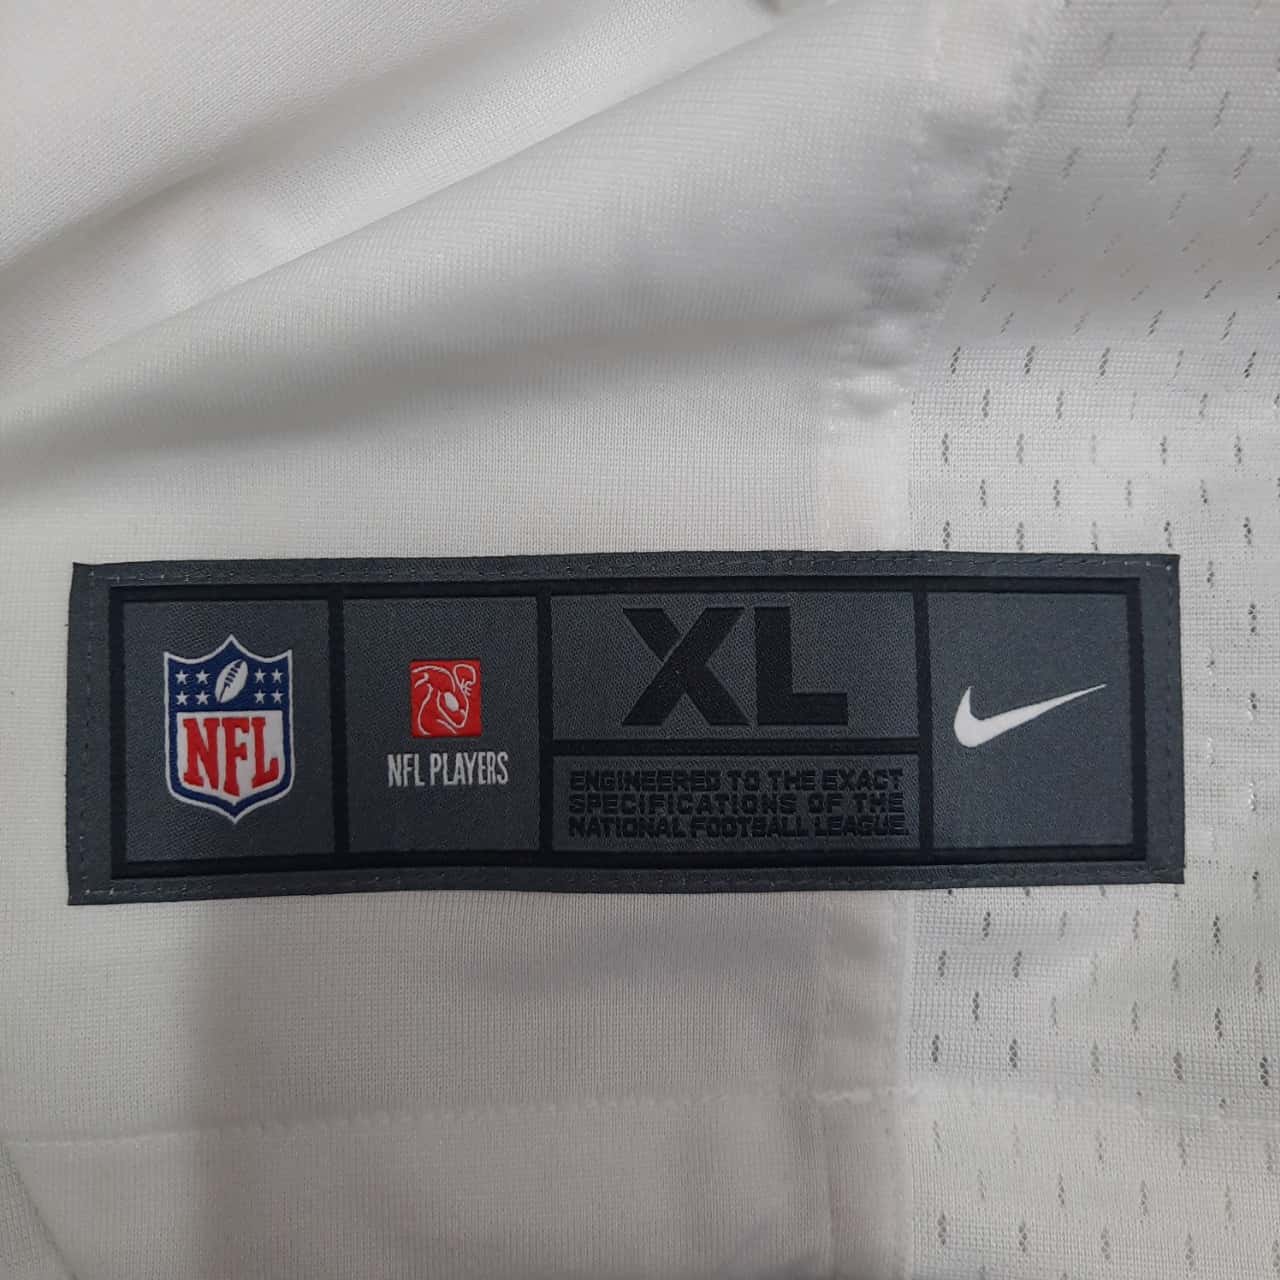 NFL
NFL PLAYERS
XL
ENGINEERED TO THE EXACT
SPECIFICATIONS OF THE
NATIONAL FOOTBALL LEAGUE.